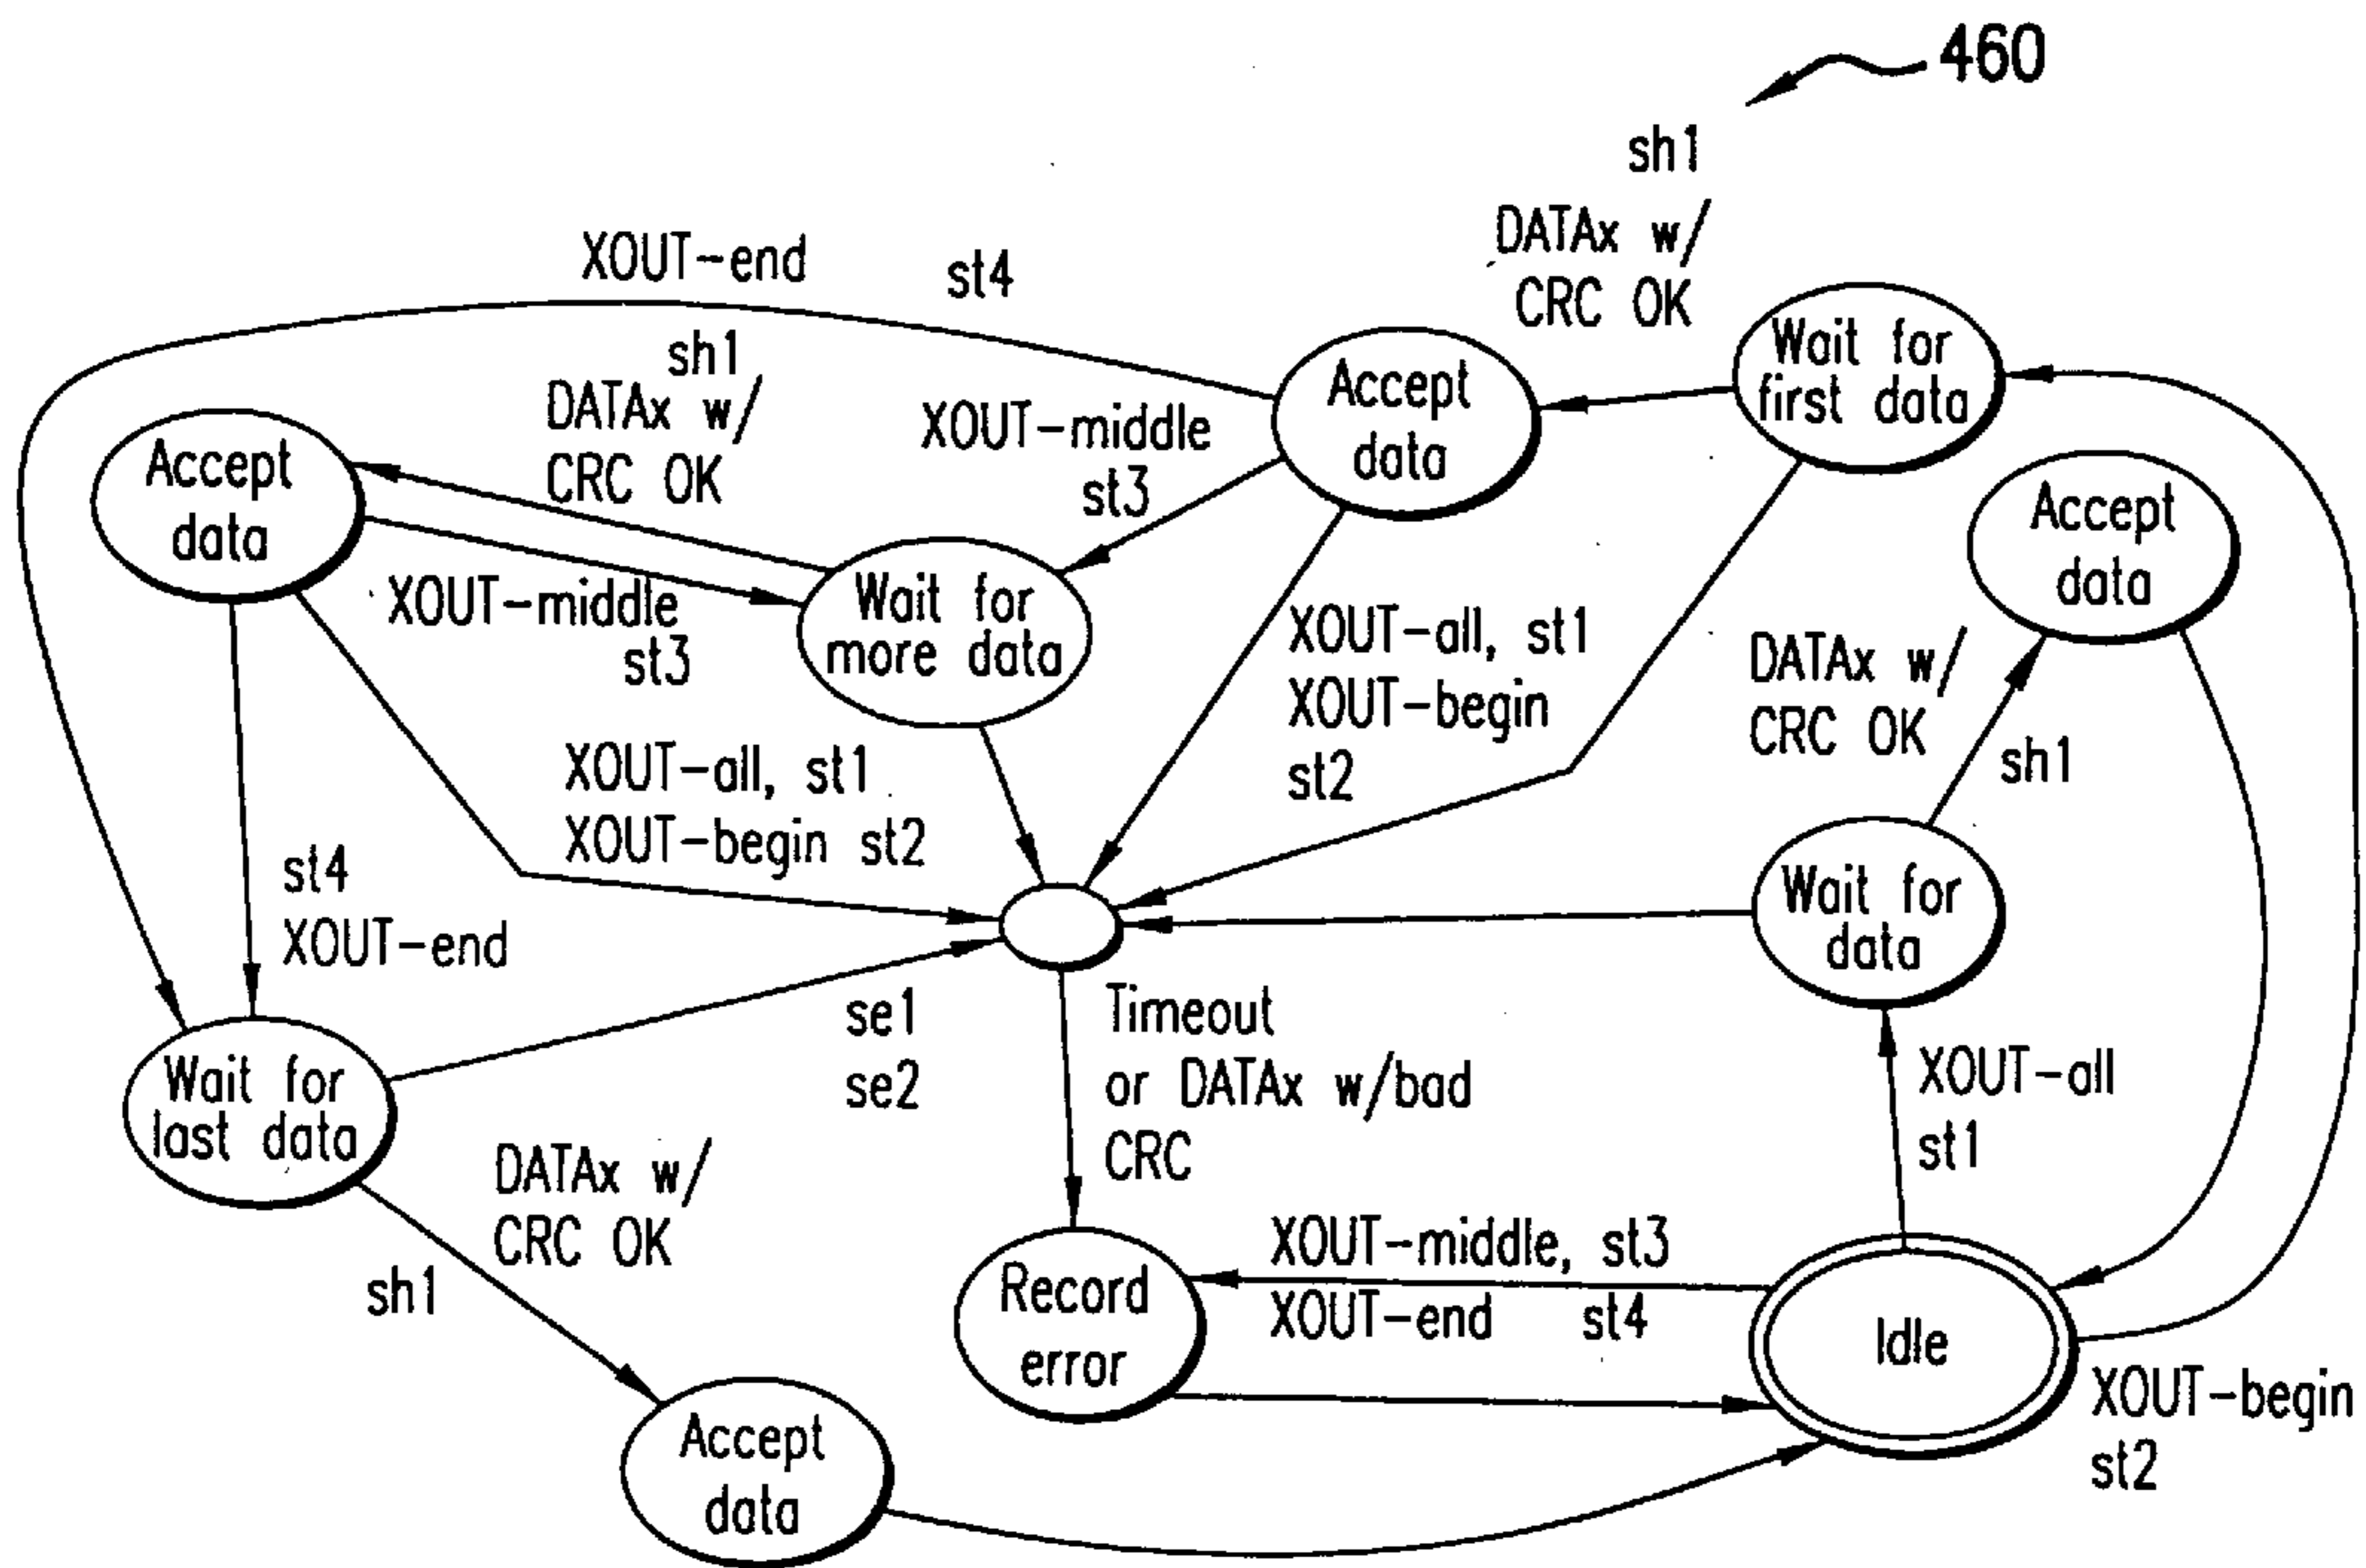 460
sh1
DATAx w/
CRC OK
XOUT-end st4
Wait for
first data
sh1
DATAx w/
CRC OK
Accept
data
XOUT-middle
st3
Accept
data
Accept
data
XOUT-middle
st3
Wait for
more data
XOUT-all, st1
XOUT-begin
st2
DATAx w/
CRC OK
sh1
XOUT-all, st1
XOUT-begin st2
st4
XOUT-end
Wait for
data
se1
se2
Timeout
or DATAx w/bad
CRC
XOUT-all
st1
Wait for
last data
DATAx w/
CRC OK
sh1
Record
error
XOUT-middle, st3
XOUT-end st4
Idle
XOUT-begin
st2
Accept
data